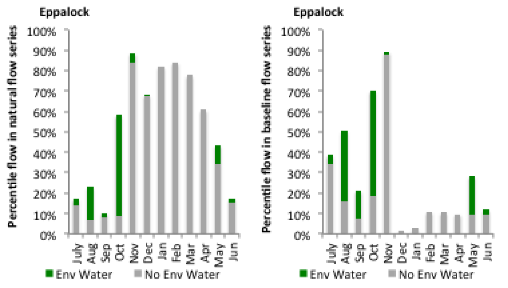 Eppalock
Percentile flow in natural flow series
100%
90%
80%
70%
60%
50%
40%
30%
20%
10%
0%
July
Aug
Sep
Oct
Nov
Dec
Jan
Feb
Mar
Apr
May
Jun
Env Water
No Env Water
Eppalock
Percentile flow in baseline flow series
100%
90%
80%
70%
60%
50%
40%
30%
20%
10%
0%
July
Aug
Sep
Oct
Nov
Dec
Jan
Feb
Mar
Apr
May
Jun
Env Water
No Env Water